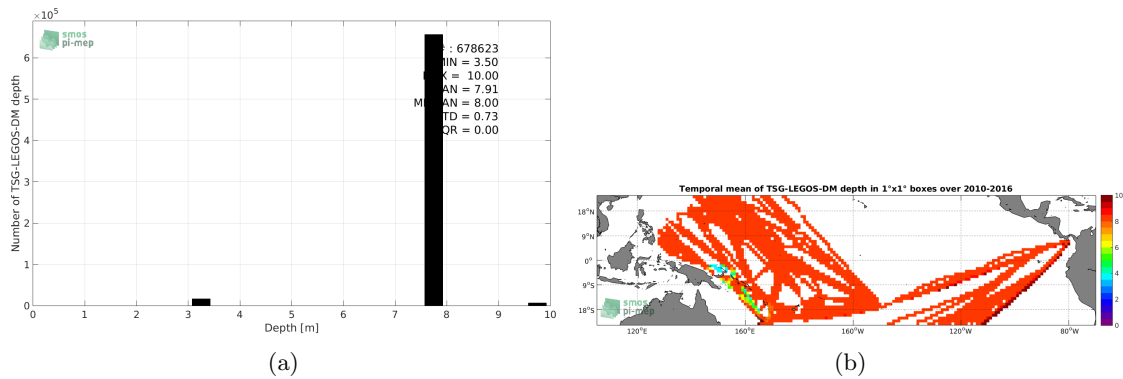 ×10⁵
smos
pi-mep
: 678623
MIN = 3.50
= 10.00
= 7.91
= 8.00
= 0.73
= 0.00
6
5
4
3
2
1
0
Number of TSG-LEGOS-DM depth
0 1 2 3 4 5 6 7 8 9 10
Depth [m]
(a)
Temporal mean of TSG-LEGOS-DM depth in 1°x1° boxes over 2010-2016
18°N
9°N
0°
9°S
18°S
smos
pi-mep
120°E 160°E 160°W 120°W 80°W
10
8
6
4
2
0
(b)